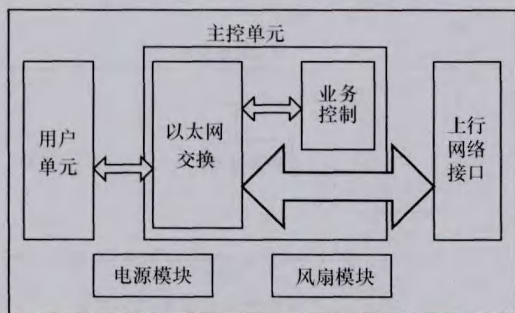 主控单元
用户
单元
以太网
交换
业务
控制
上行
网络
接口
电源模块
风扇模块